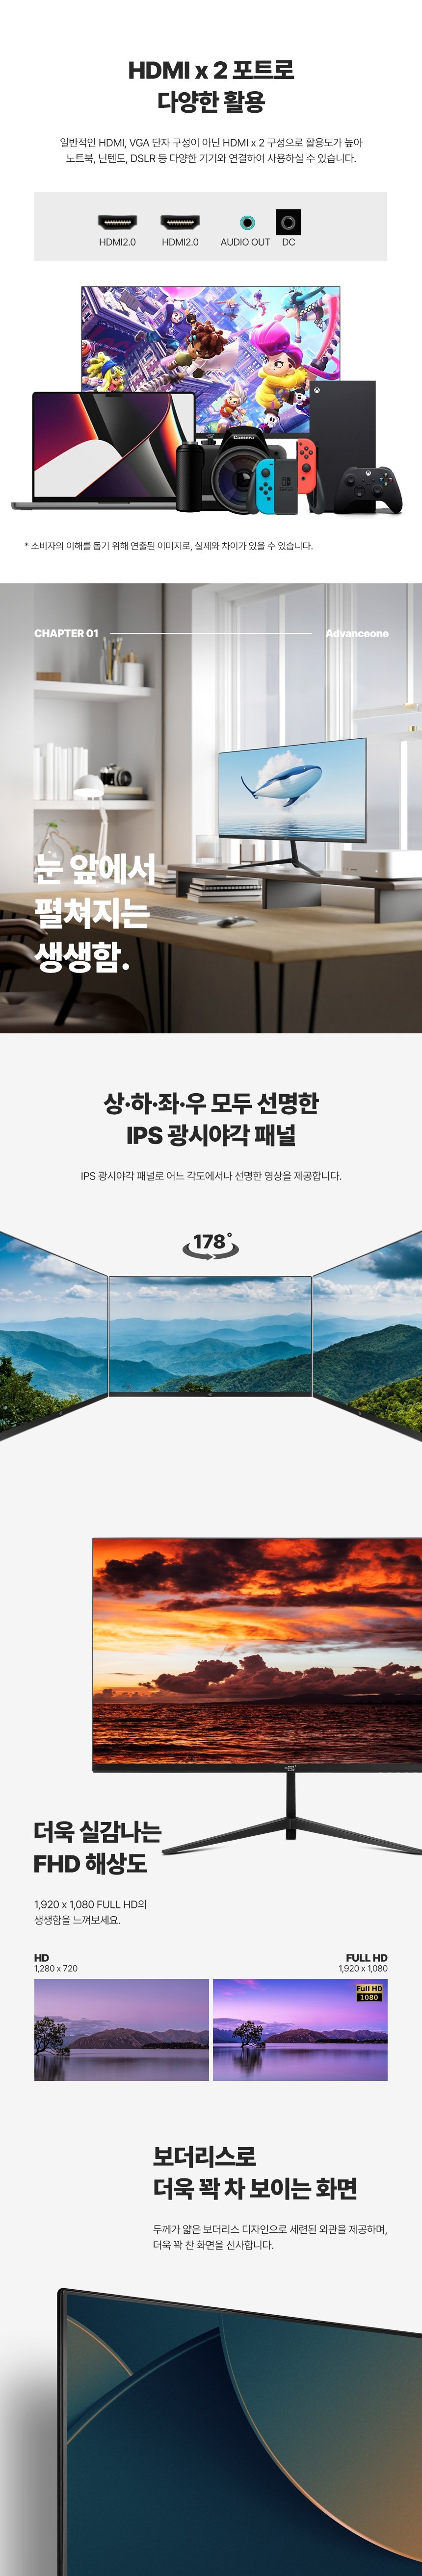 HDMI x 2 포트로
다양한 활용
일반적인 HDMI, VGA 단자 구성이 아닌 HDMI x 2 구성으로 활용도가 높아
노트북, 닌텐도, DSLR 등 다양한 기기와 연결하여 사용하실 수 있습니다.
HDMI2.0
HDMI2.0
AUDIO OUT
DC
Camera
* 소비자의 이해를 돕기 위해 연출된 이미지로, 실제와 차이가 있을 수 있습니다.
CHAPTER 01
Advanceone
눈 앞에서
펼쳐지는
생생함.
상·하·좌·우 모두 선명한
IPS 광시야각 패널
IPS 광시야각 패널로 어느 각도에서나 선명한 영상을 제공합니다.
178°
더욱 실감나는
FHD 해상도
1,920 x 1,080 FULL HD의
생생함을 느껴보세요.
HD
1,280 x 720
FULL HD
1,920 x 1,080
Full HD
1080
보더리스로
더욱 꽉 차 보이는 화면
두께가 얇은 보더리스 디자인으로 세련된 외관을 제공하며,
더욱 꽉 찬 화면을 선사합니다.